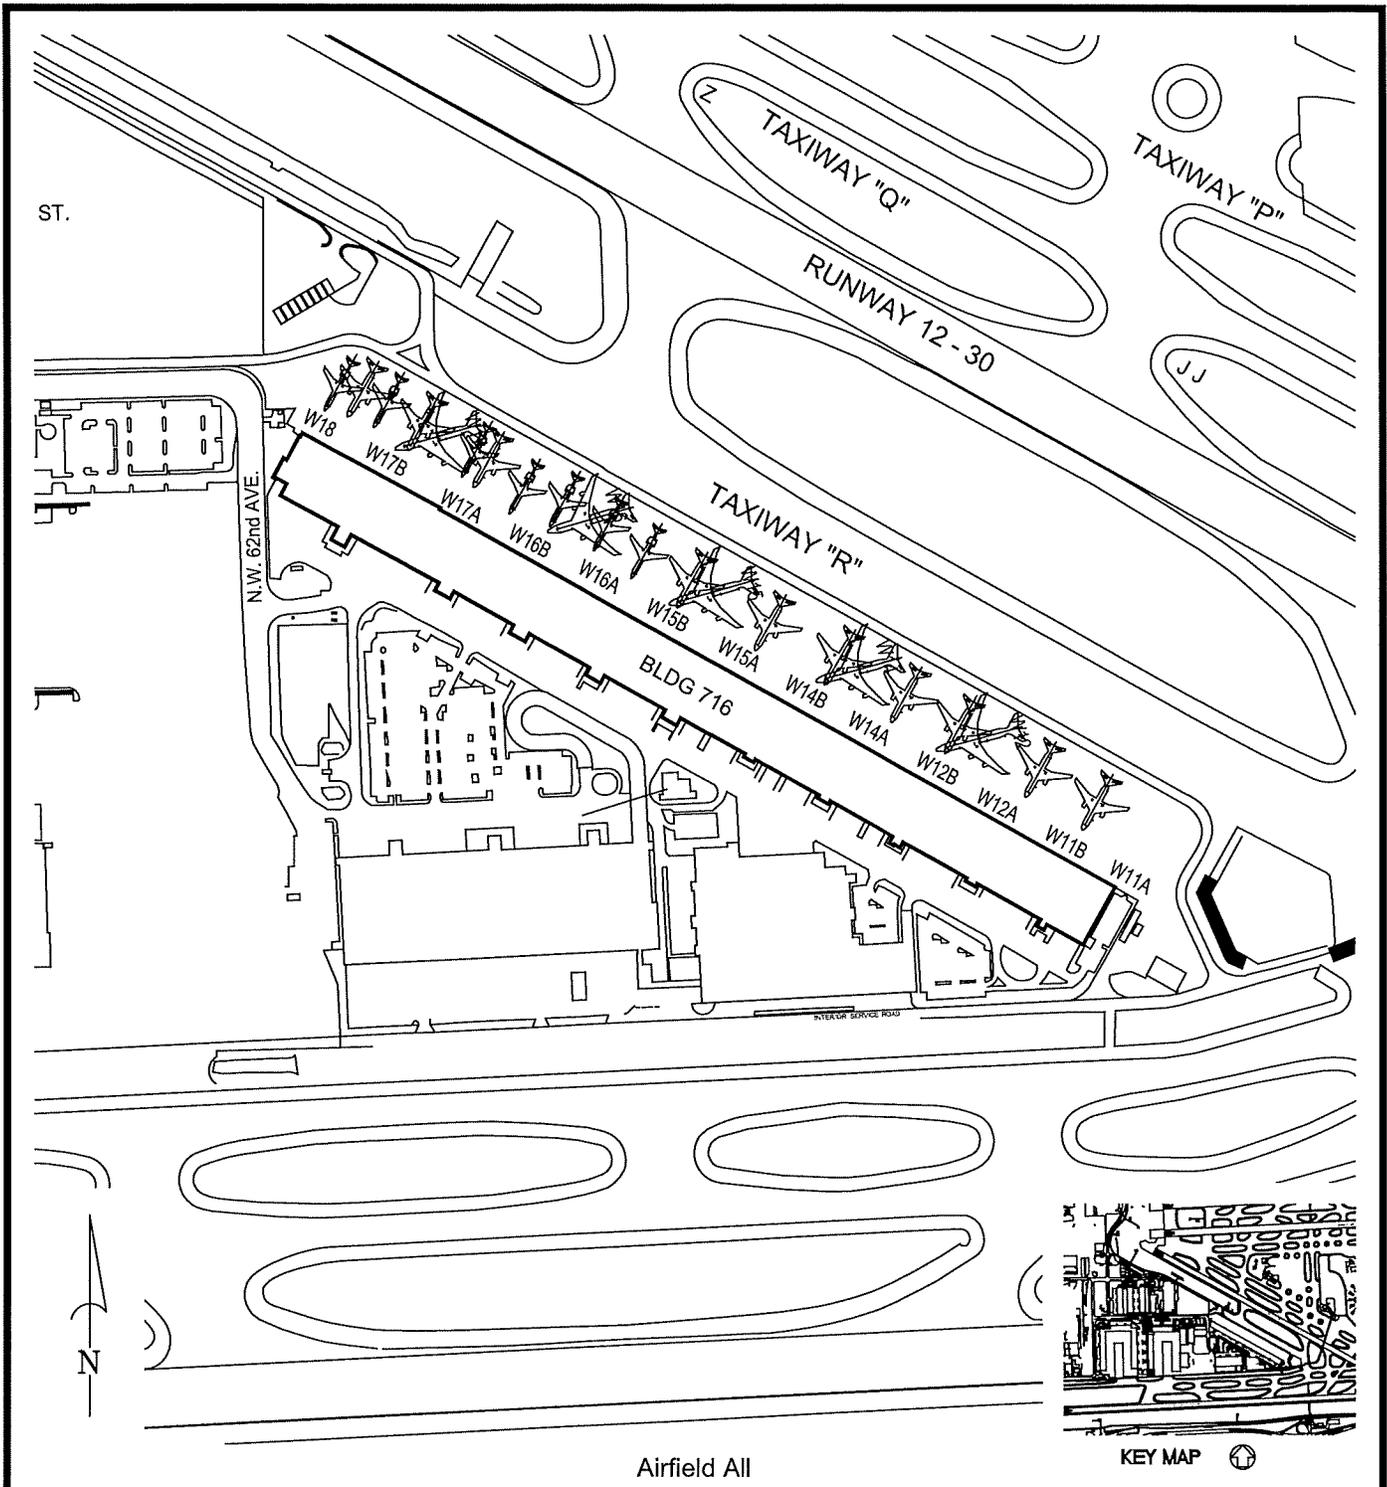 Z
TAXIWAY "Q"
TAXIWAY "P"
ST.
RUNWAY 12 - 30
JJ
W18
W17B
N.W. 62nd AVE.
W17A
TAXIWAY "R"
W16B
W16A
W15B
W15A
BLDG 716
W14B
W14A
W12B
W12A
W11B
W11A
INTERIOR SERVICE ROAD
N
KEY MAP
Airfield All